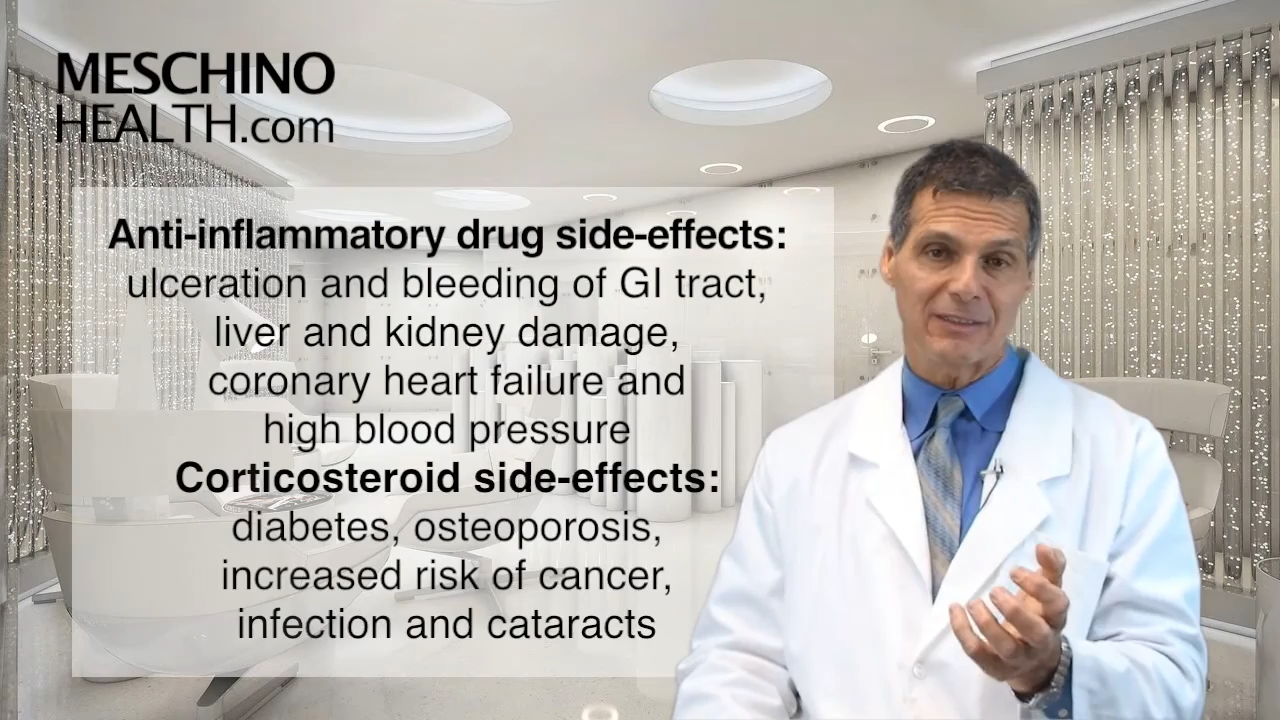 MESCHINO
HEALTH.com
Anti-inflammatory drug side-effects:
ulceration and bleeding of GI tract,
liver and kidney damage,
coronary heart failure and
high blood pressure
Corticosteroid side-effects:
diabetes, osteoporosis,
increased risk of cancer,
infection and cataracts